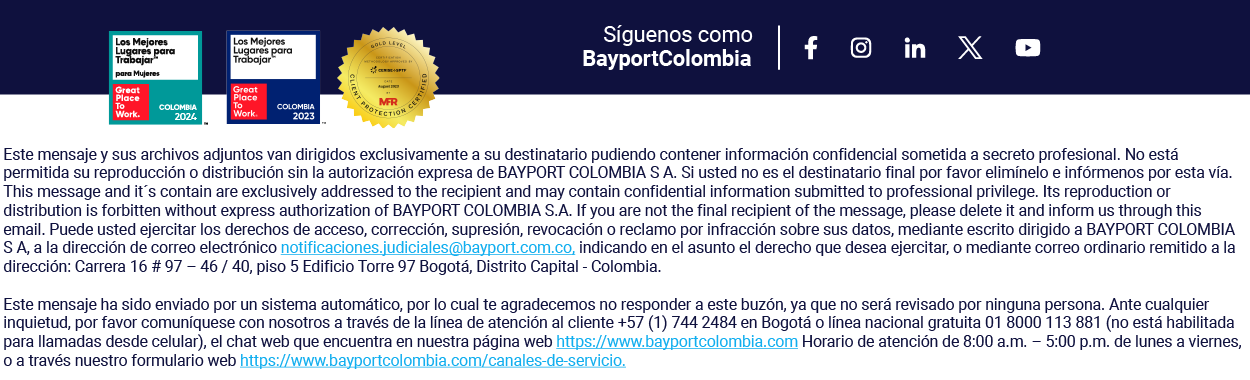 Síguenos como
BayportColombia
Los Mejores
Lugares para
Trabajar™
para Mujeres
Great
Place
To
Work.
COLOMBIA
2024
Los Mejores
Lugares para
Trabajar™
Great
Place
To
Work.
COLOMBIA
2023
GOLD LEVEL
CERISE+SPTF
August 2023
MFR
CLIENT PROTECTION CERTIFIED
Este mensaje y sus archivos adjuntos van dirigidos exclusivamente a su destinatario pudiendo contener información confidencial sometida a secreto profesional. No está
permitida su reproducción o distribución sin la autorización expresa de BAYPORT COLOMBIA S A. Si usted no es el destinatario final por favor elimínelo e infórmenos por esta vía.
This message and it´s contain are exclusively addressed to the recipient and may contain confidential information submitted to professional privilege. Its reproduction or
distribution is forbitten without express authorization of BAYPORT COLOMBIA S.A. If you are not the final recipient of the message, please delete it and inform us through this
email. Puede usted ejercitar los derechos de acceso, corrección, supresión, revocación o reclamo por infracción sobre sus datos, mediante escrito dirigido a BAYPORT COLOMBIA
S A, a la dirección de correo electrónico notificaciones.judiciales@bayport.com.co, indicando en el asunto el derecho que desea ejercitar, o mediante correo ordinario remitido a la
dirección: Carrera 16 # 97 – 46 / 40, piso 5 Edificio Torre 97 Bogotá, Distrito Capital - Colombia.
Este mensaje ha sido enviado por un sistema automático, por lo cual te agradecemos no responder a este buzón, ya que no será revisado por ninguna persona. Ante cualquier
inquietud, por favor comuníquese con nosotros a través de la línea de atención al cliente +57 (1) 744 2484 en Bogotá o línea nacional gratuita 01 8000 113 881 (no está habilitada
para llamadas desde celular), el chat web que encuentra en nuestra página web https://www.bayportcolombia.com Horario de atención de 8:00 a.m. – 5:00 p.m. de lunes a viernes,
o a través nuestro formulario web https://www.bayportcolombia.com/canales-de-servicio.